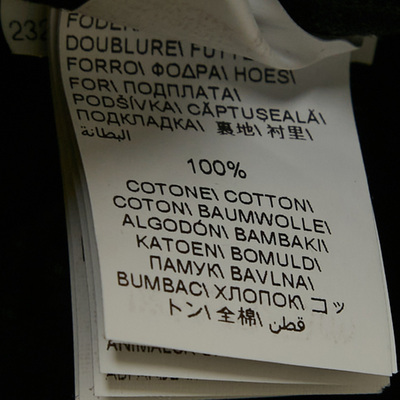 232
DOUBLURE\
FORRO\ ΦΟΔΡΑ\ HOES\
FOR\ ПОДПЛАТА\
PODŠÍVKA\ CĂPTUŞEALĂ\
ПОДКЛАДКА\ 裏地\ 衬里\
البطانة
100%
COTONE\ COTTON\
COTON\ BAUMWOLLE\
ALGODÓN\ BAMBAKI\
KATOEN\ BOMULD\
ПАМУК\ BAVLNA\
BUMBAC\ ХЛОПОК\ コッ
トン\ 全棉\ قطن